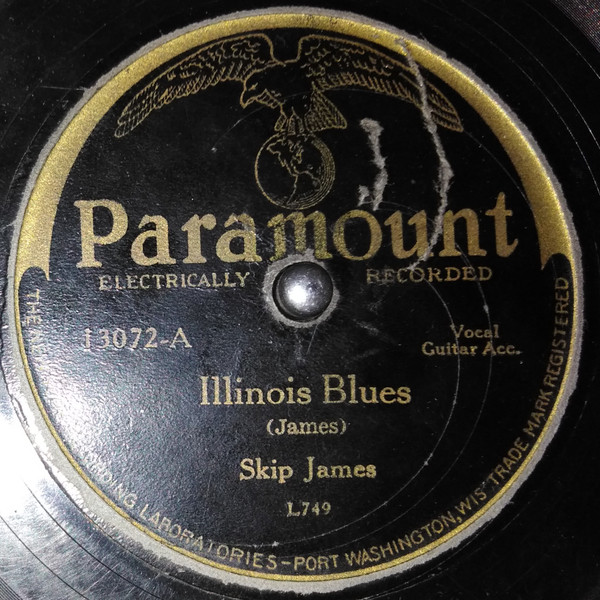 Paramount
ELECTRICALLY RECORDED
13072-A
Vocal
Guitar Acc.
Illinois Blues
(James)
Skip James
L749
THE LABORATORIES-PORT WASHINGTON, WIS TRADE MARK REGISTERED